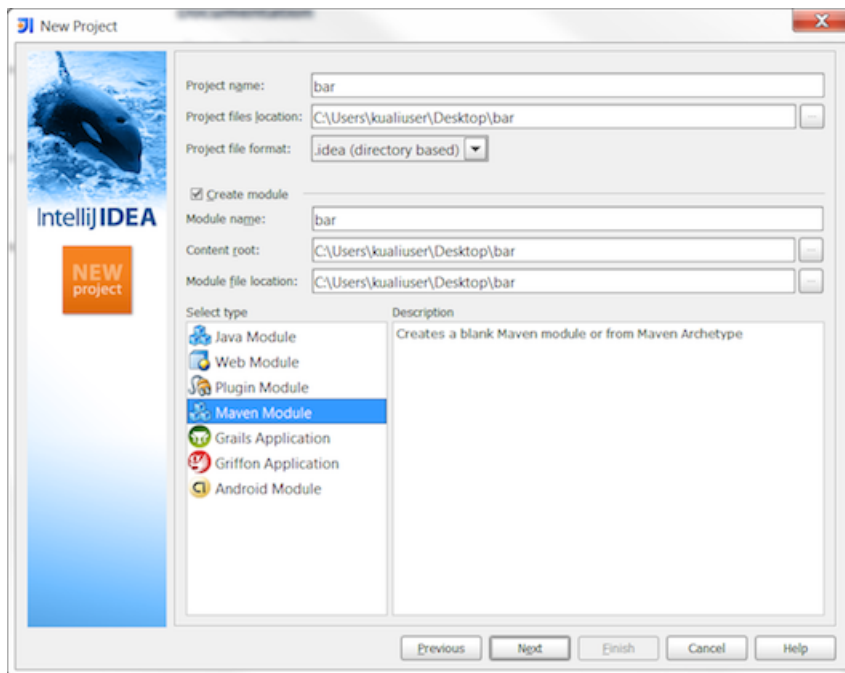 Documentation
New Project
Project name: bar
Project files location: C:\Users\kualiuser\Desktop\bar
Project file format: .idea (directory based)
Create module
Module name: bar
Content root: C:\Users\kualiuser\Desktop\bar
Module file location: C:\Users\kualiuser\Desktop\bar
IntelliJIDEA
NEW
project
Select type
Description
Java Module
Creates a blank Maven module or from Maven Archetype
Web Module
Plugin Module
Maven Module
Grails Application
Griffon Application
Android Module
Previous Next Finish Cancel Help